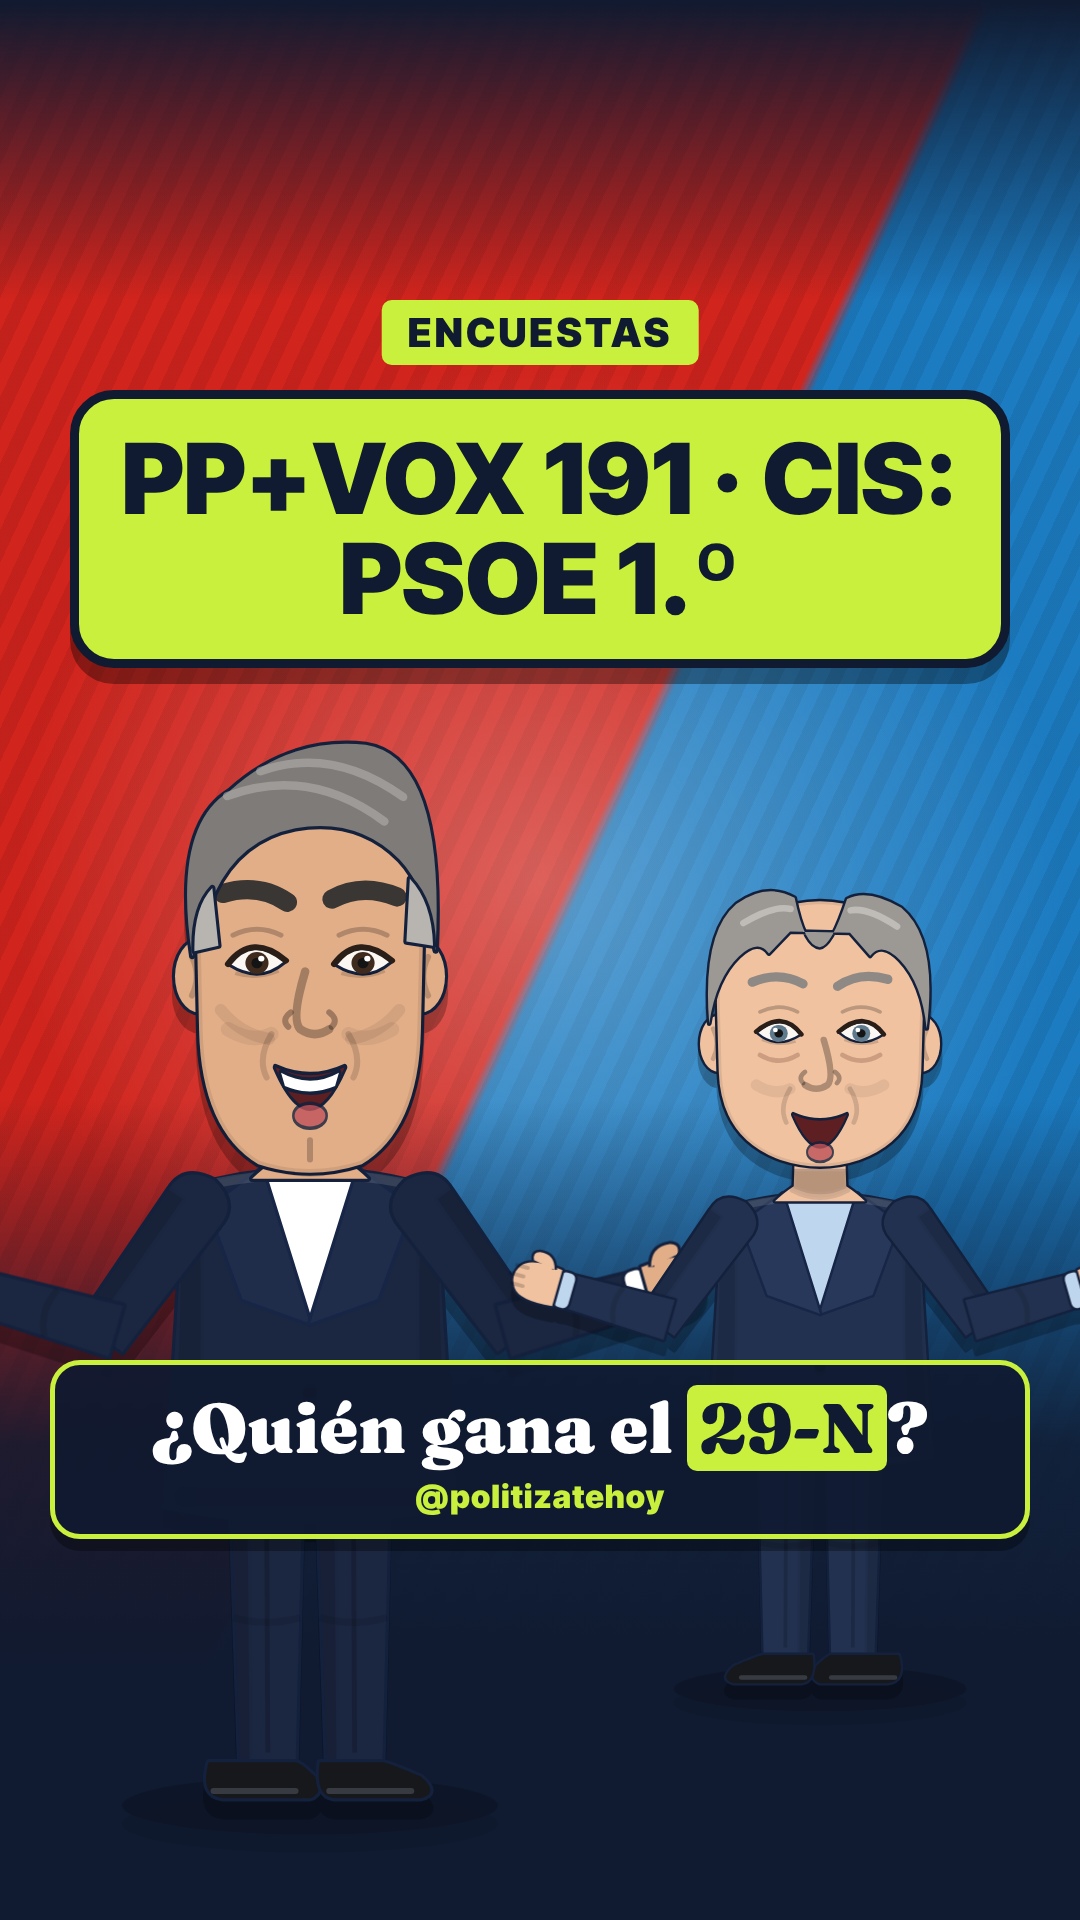 ENCUESTAS
PP+VOX 191 · CIS:
PSOE 1.º
¿Quién gana el 29-N?
@politizatehoy